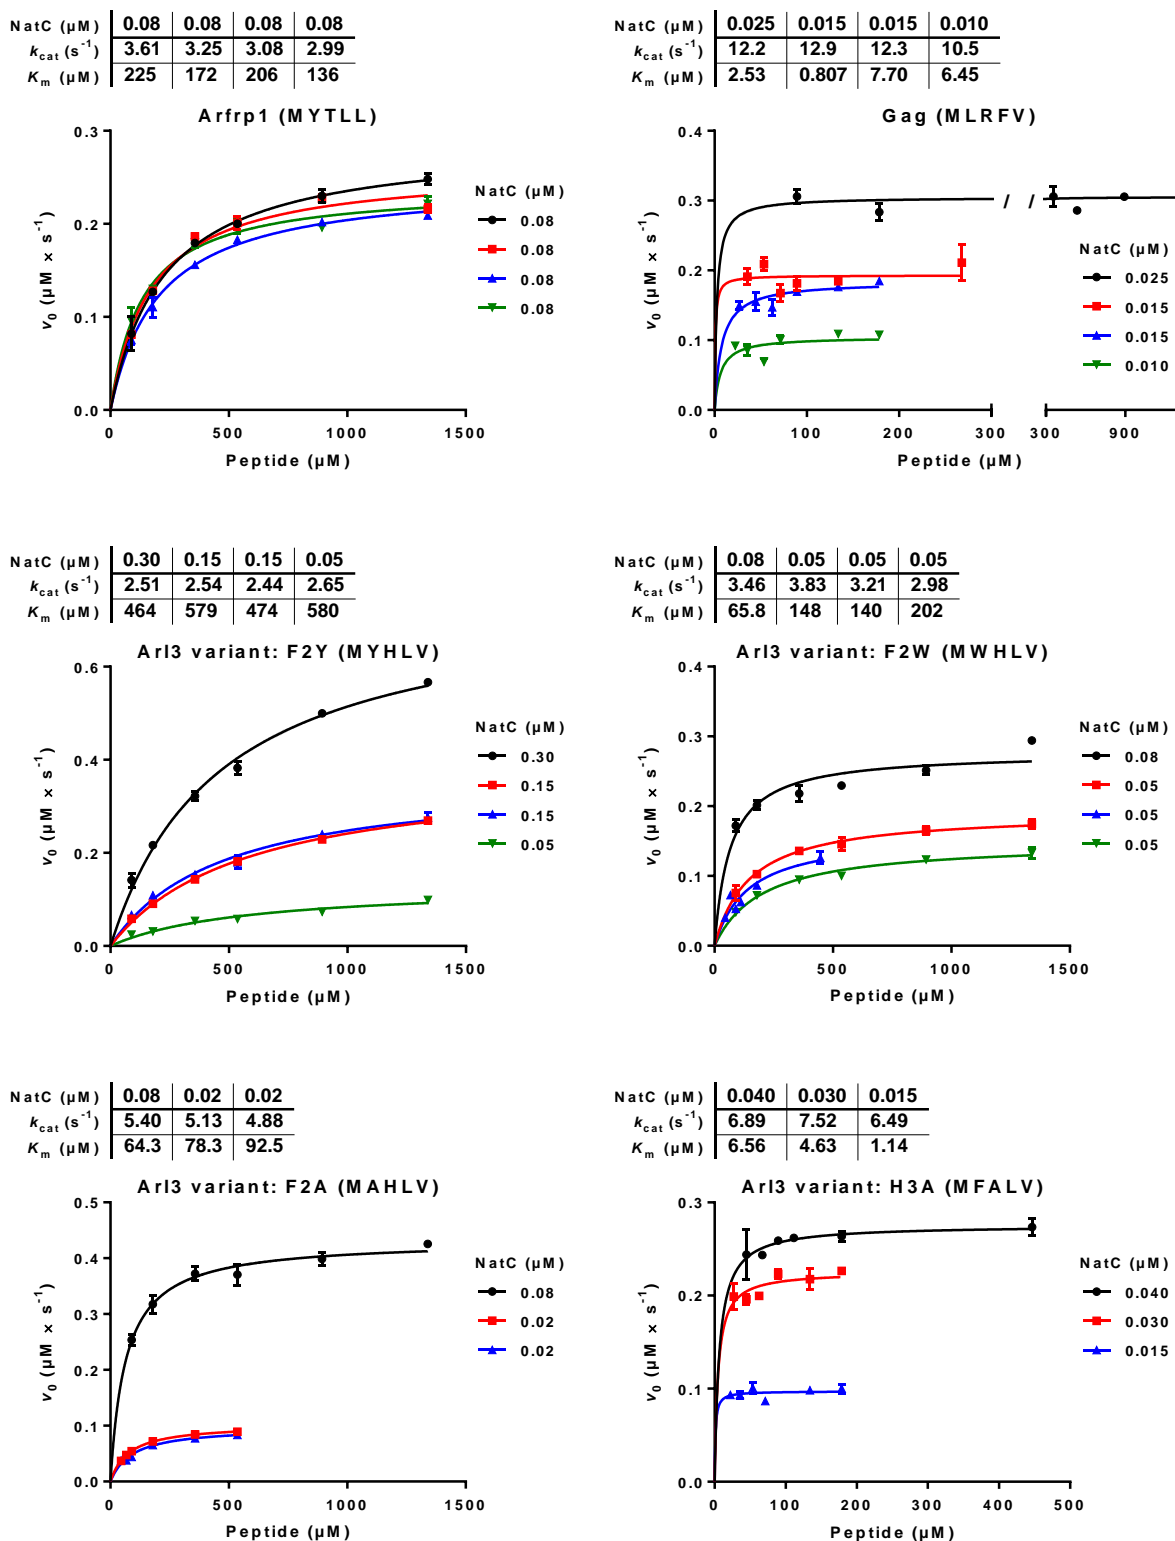 NatC (µM) 0.08 0.08 0.08 0.08
kcat (s-1) 3.61 3.25 3.08 2.99
Km (µM) 225 172 206 136
Arfrp1 (MYTLL)
0.3
0.2
0.1
0.0
v0 (µM × s-1)
0 500 1000 1500
Peptide (µM)
NatC (µM)
0.08
0.08
0.08
0.08
NatC (µM) 0.025 0.015 0.015 0.010
kcat (s-1) 12.2 12.9 12.3 10.5
Km (µM) 2.53 0.807 7.70 6.45
Gag (MLRFV)
0.4
0.3
0.2
0.1
0.0
v0 (µM × s-1)
/ /
0 100 200 300 300 900
Peptide (µM)
NatC (µM)
0.025
0.015
0.015
0.010
NatC (µM) 0.30 0.15 0.15 0.05
kcat (s-1) 2.51 2.54 2.44 2.65
Km (µM) 464 579 474 580
Arl3 variant: F2Y (MYHLV)
0.6
0.4
0.2
0.0
v0 (µM × s-1)
0 500 1000 1500
Peptide (µM)
NatC (µM)
0.30
0.15
0.15
0.05
NatC (µM) 0.08 0.05 0.05 0.05
kcat (s-1) 3.46 3.83 3.21 2.98
Km (µM) 65.8 148 140 202
Arl3 variant: F2W (MWHLV)
0.4
0.3
0.2
0.1
0.0
v0 (µM × s-1)
0 500 1000 1500
Peptide (µM)
NatC (µM)
0.08
0.05
0.05
0.05
NatC (µM) 0.08 0.02 0.02
kcat (s-1) 5.40 5.13 4.88
Km (µM) 64.3 78.3 92.5
Arl3 variant: F2A (MAHLV)
0.5
0.4
0.3
0.2
0.1
0.0
v0 (µM × s-1)
0 500 1000 1500
Peptide (µM)
NatC (µM)
0.08
0.02
0.02
NatC (µM) 0.040 0.030 0.015
kcat (s-1) 6.89 7.52 6.49
Km (µM) 6.56 4.63 1.14
Arl3 variant: H3A (MFALV)
0.3
0.2
0.1
0.0
v0 (µM × s-1)
0 100 200 300 400 500
Peptide (µM)
NatC (µM)
0.040
0.030
0.015